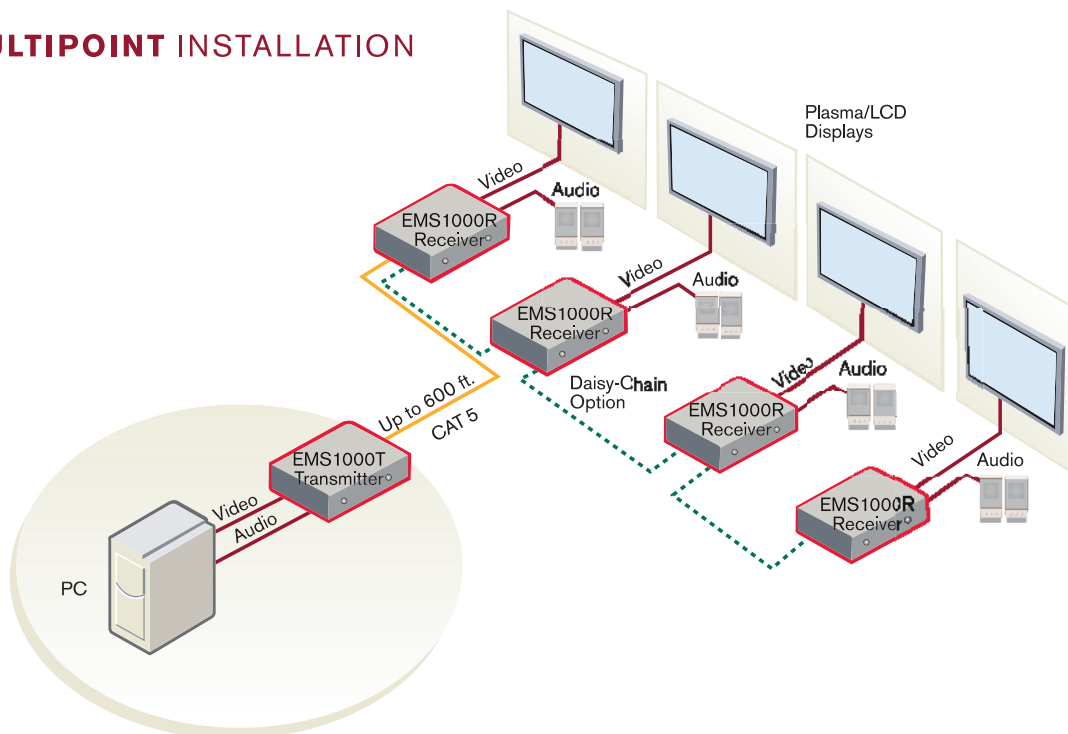 ULTIPOINT INSTALLATION
Plasma/LCD
Displays
Video
Audio
EMS1000R
Receiver
Video
Audio
EMS1000R
Receiver
Daisy-Chain
Option
Video
Audio
EMS1000R
Receiver
Video
Audio
EMS1000R
Receiver
Up to 600 ft.
CAT 5
EMS1000T
Transmitter
Video
Audio
PC